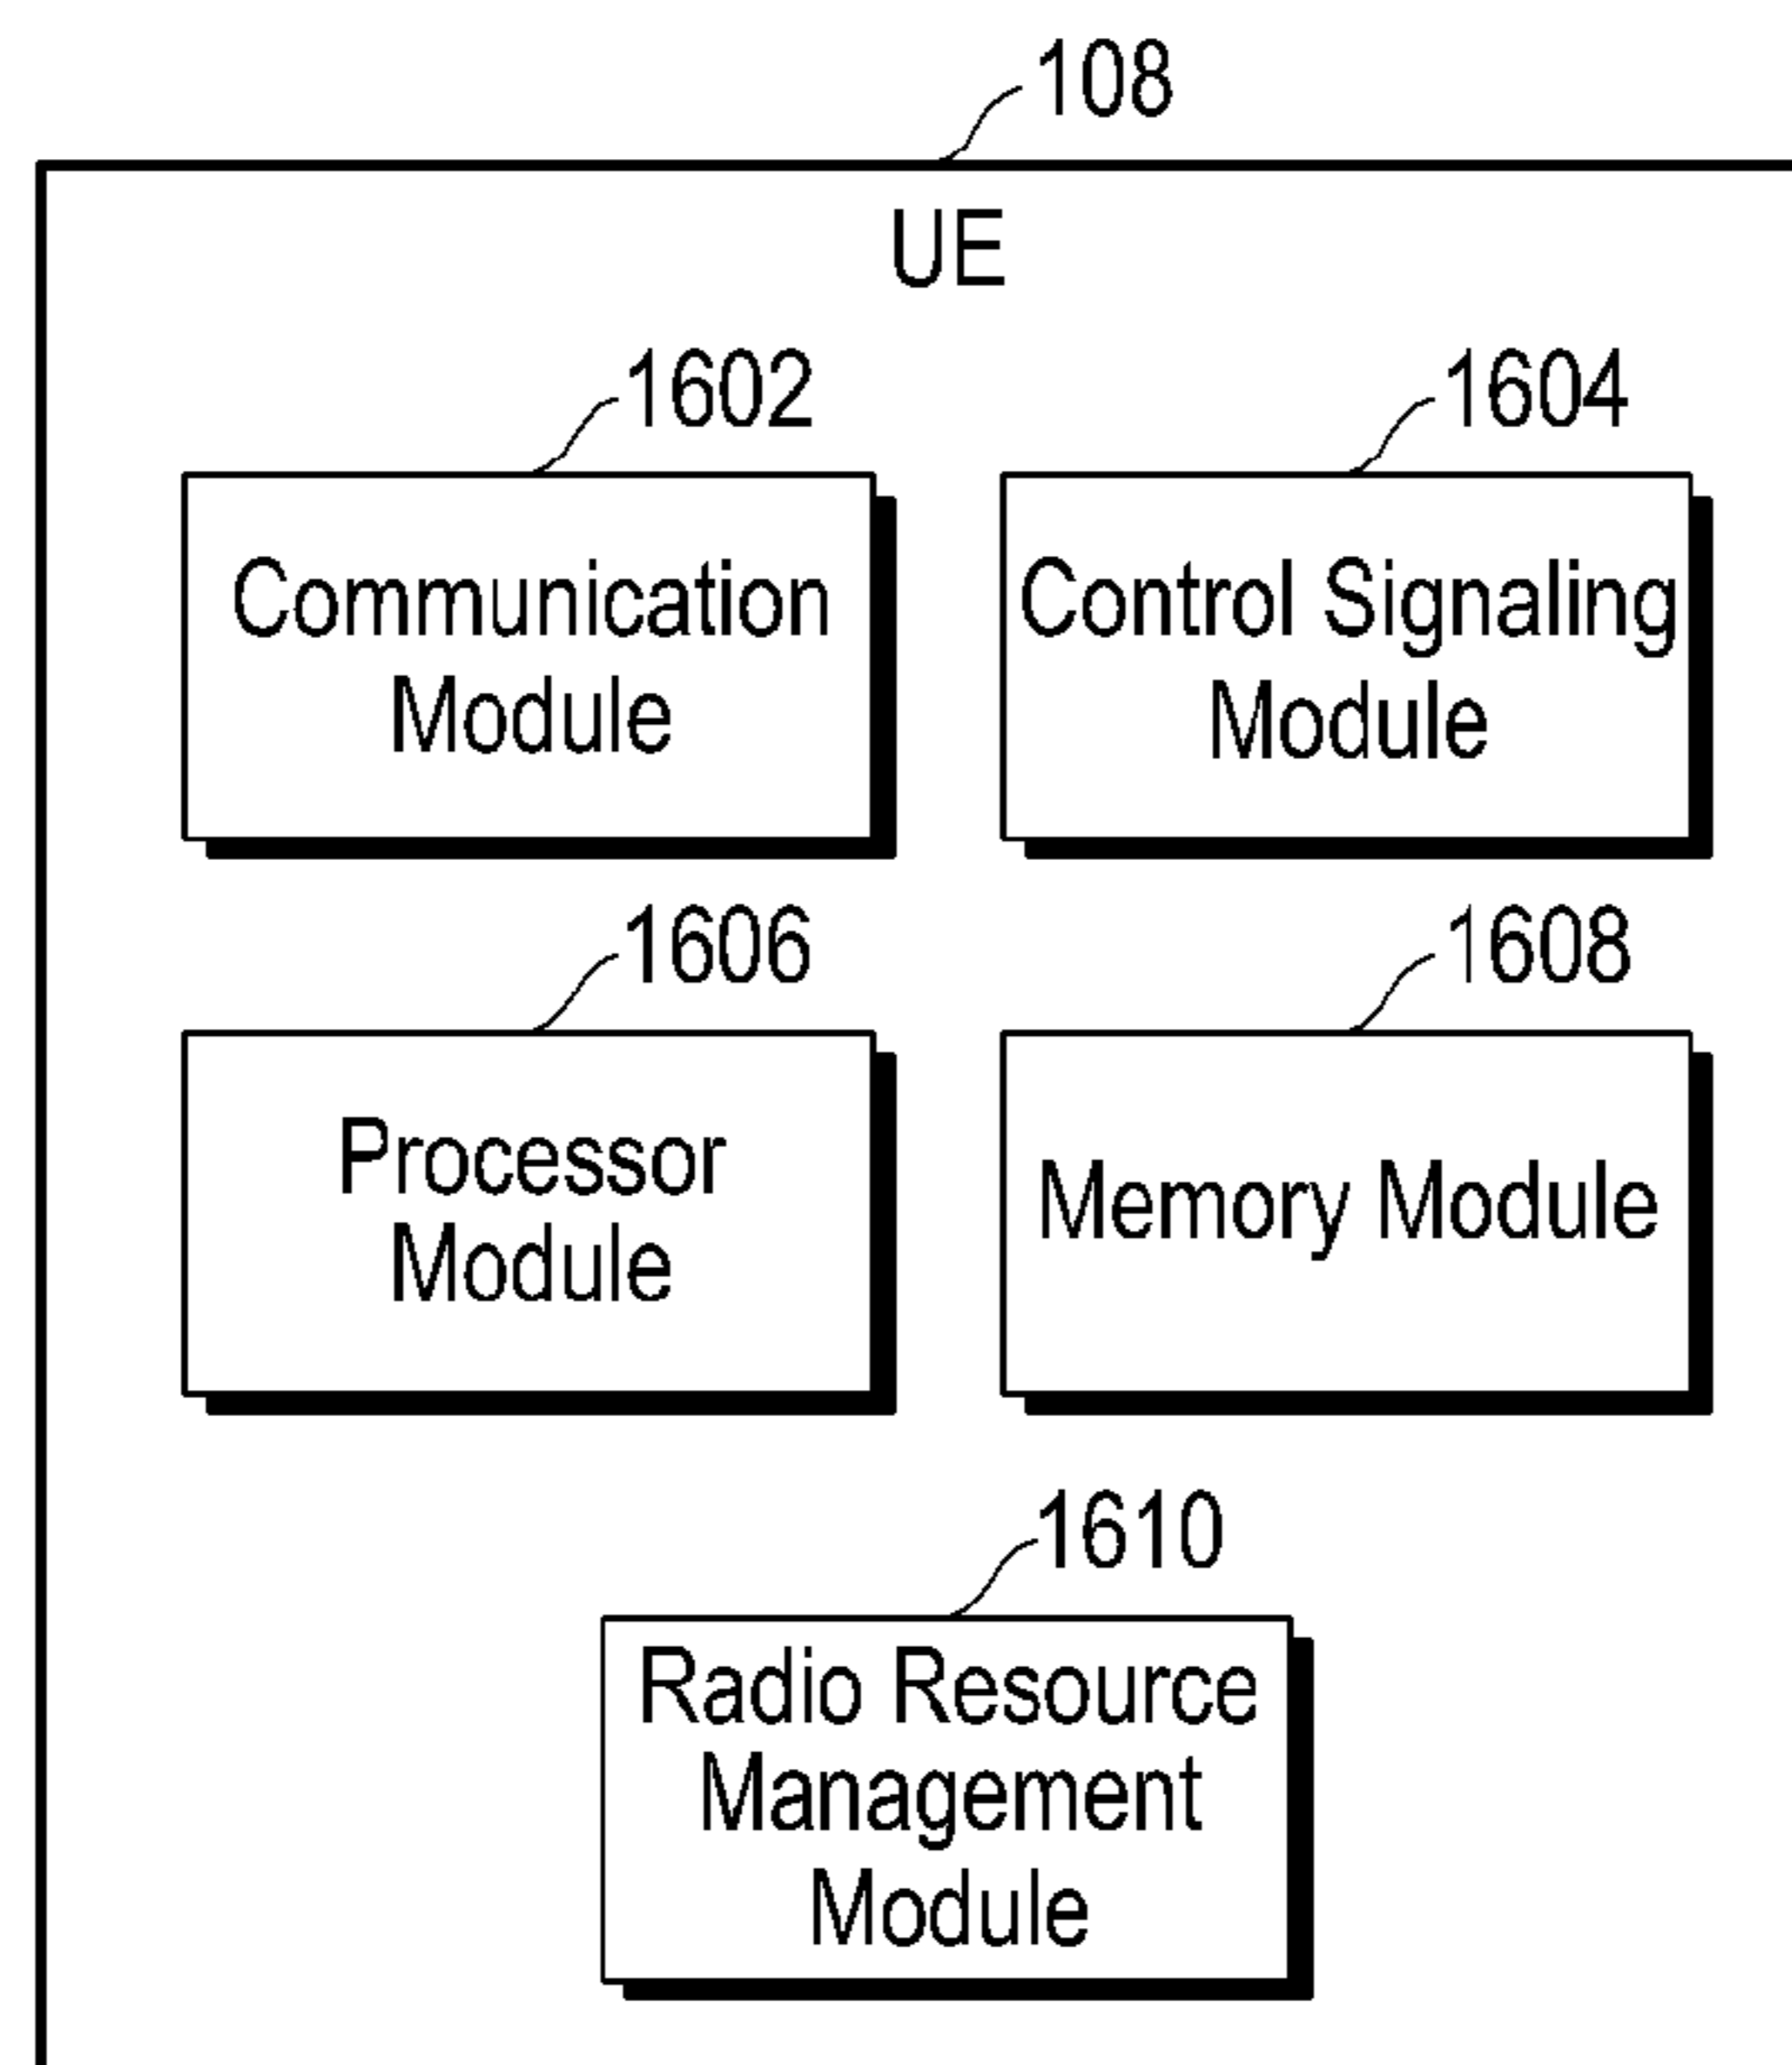 108
UE
1602
1604
Communication
Module
Control Signaling
Module
1606
1608
Processor
Module
Memory Module
1610
Radio Resource
Management
Module